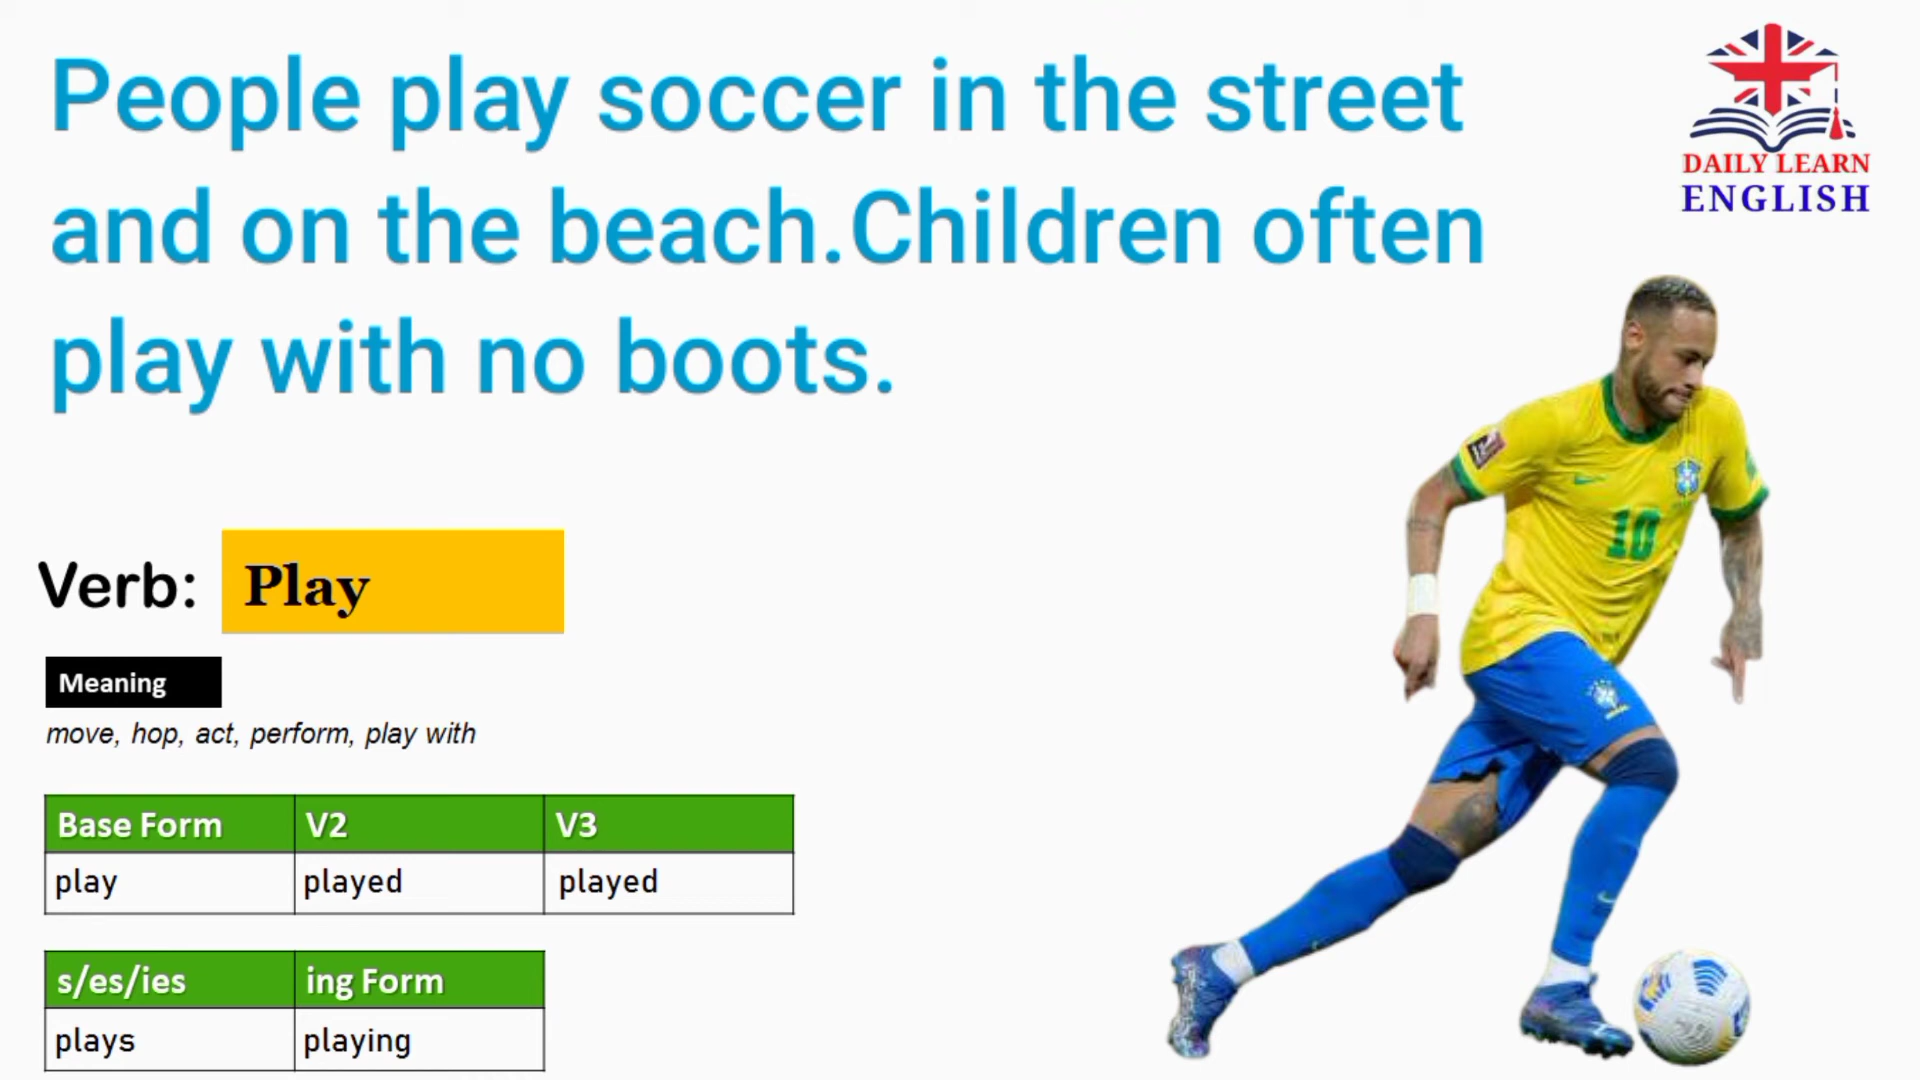 People play soccer in the street
and on the beach.Children often
play with no boots.
DAILY LEARN
ENGLISH
Verb: Play
Meaning
move, hop, act, perform, play with
Base Form V2 V3
play played played
s/es/ies ing Form
plays playing
10